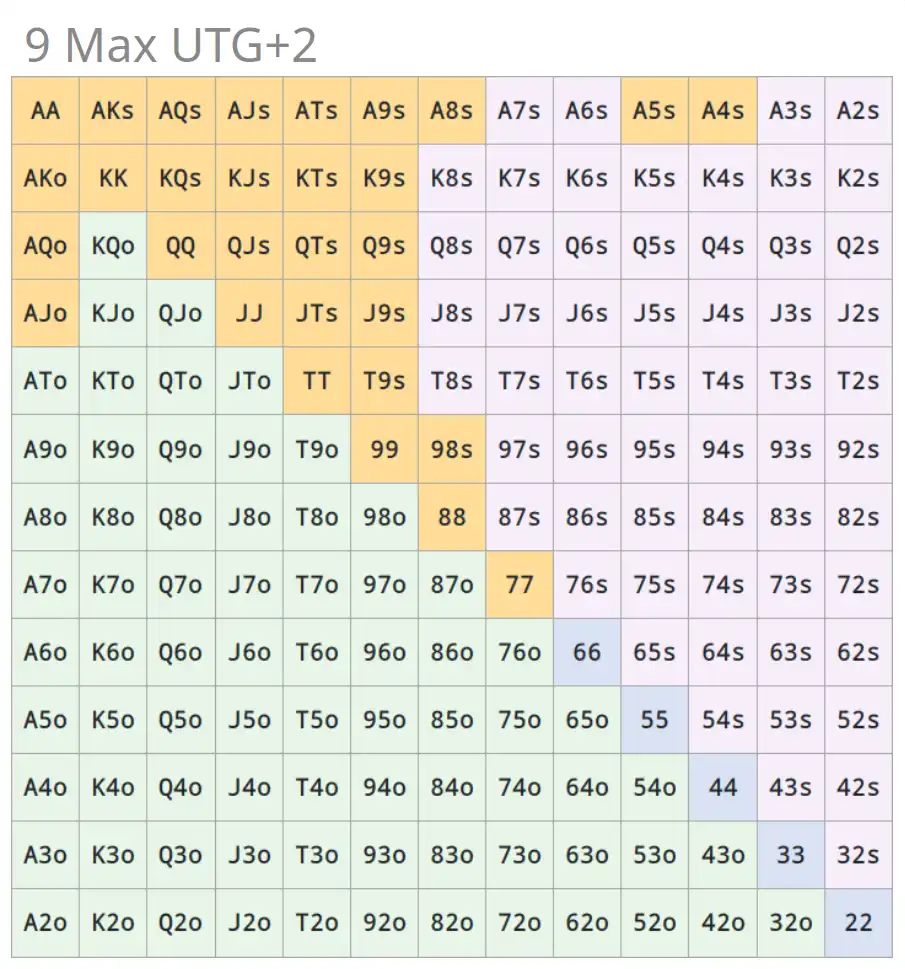 9 Max UTG+2
AA AKs AQs AJs ATs A9s A8s A7s A6s A5s A4s A3s A2s
AKo KK KQs KJs KTs K9s K8s K7s K6s K5s K4s K3s K2s
AQo KQo QQ QJs QTs Q9s Q8s Q7s Q6s Q5s Q4s Q3s Q2s
AJo KJo QJo JJ JTs J9s J8s J7s J6s J5s J4s J3s J2s
ATo KTo QTo JTo TT T9s T8s T7s T6s T5s T4s T3s T2s
A9o K9o Q9o J9o T9o 99 98s 97s 96s 95s 94s 93s 92s
A8o K8o Q8o J8o T8o 98o 88 87s 86s 85s 84s 83s 82s
A7o K7o Q7o J7o T7o 97o 87o 77 76s 75s 74s 73s 72s
A6o K6o Q6o J6o T6o 96o 86o 76o 66 65s 64s 63s 62s
A5o K5o Q5o J5o T5o 95o 85o 75o 65o 55 54s 53s 52s
A4o K4o Q4o J4o T4o 94o 84o 74o 64o 54o 44 43s 42s
A3o K3o Q3o J3o T3o 93o 83o 73o 63o 53o 43o 33 32s
A2o K2o Q2o J2o T2o 92o 82o 72o 62o 52o 42o 32o 22